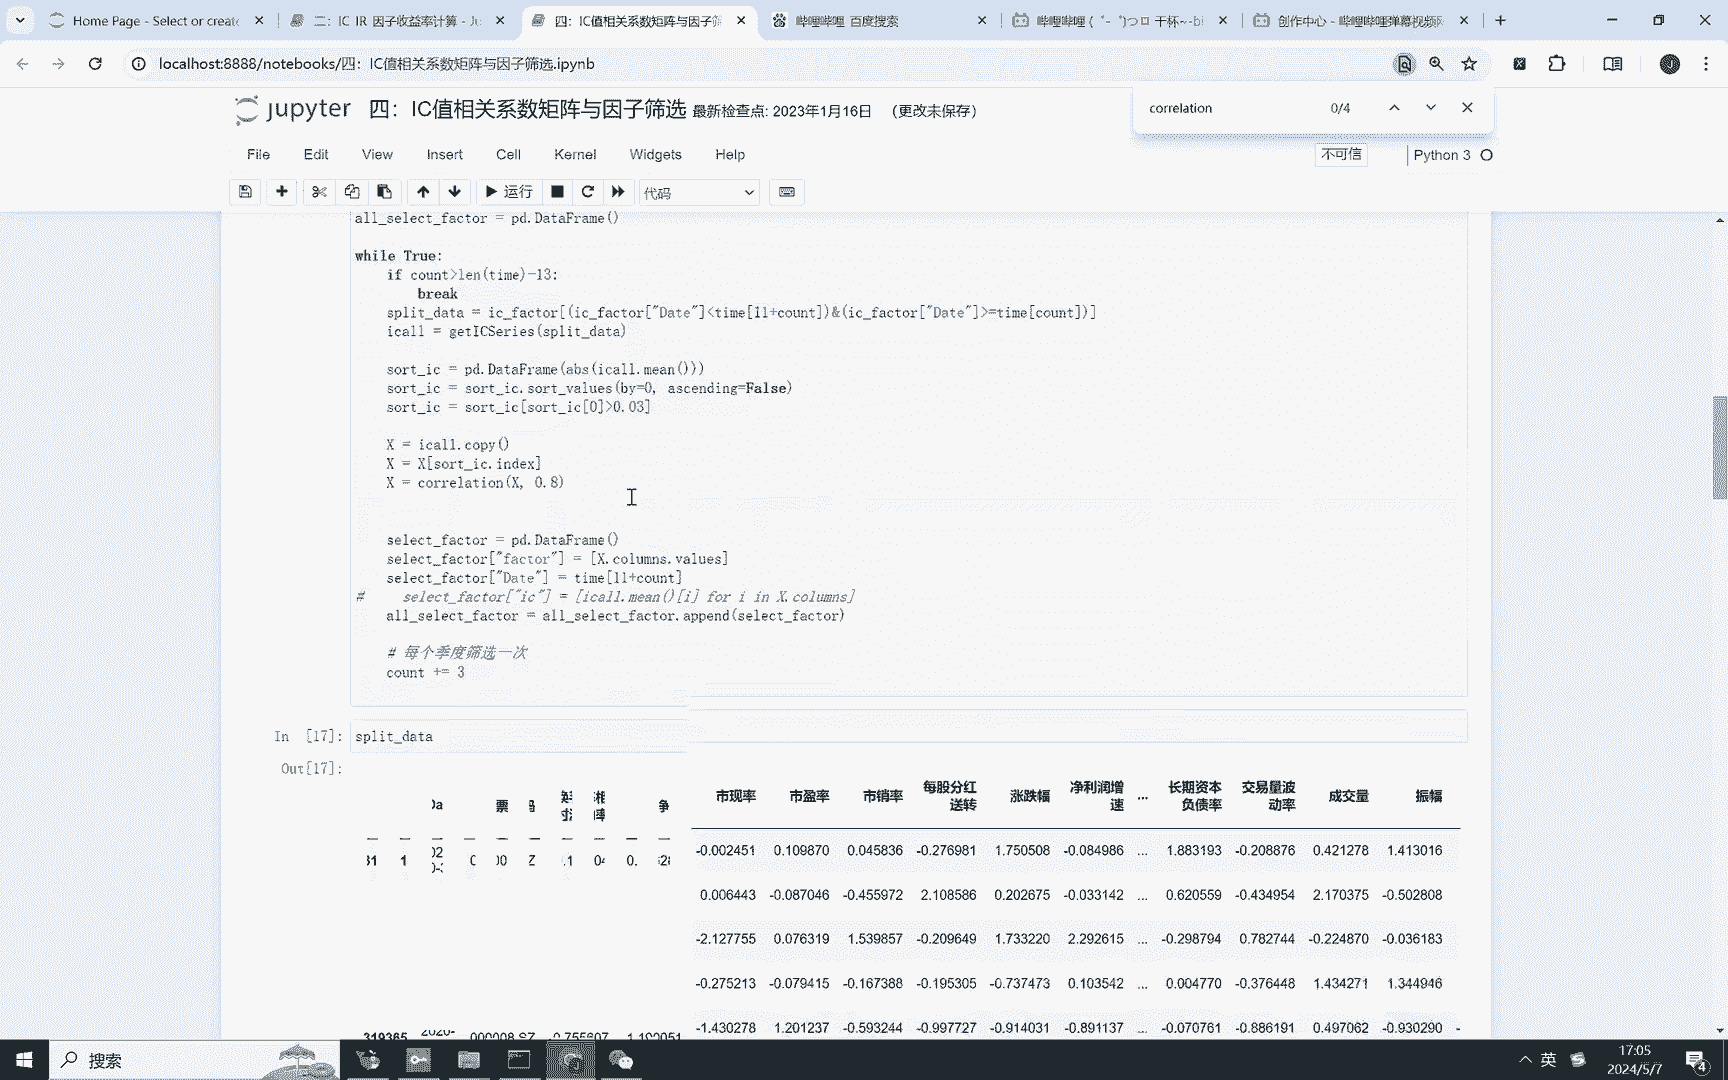 Home Page - Select or create
二：IC IR 因子收益率计算 - Ju
四：IC值相关系数矩阵与因子筛
哔哩哔哩_百度搜索
哔哩哔哩 (゜-゜)つロ 干杯~-bi
创作中心 - 哔哩哔哩弹幕视频网
localhost:8888/notebooks/四：IC值相关系数矩阵与因子筛选.ipynb
correlation 0/4
jupyter 四：IC值相关系数矩阵与因子筛选 最新检查点: 2023年1月16日 (更改未保存)
File Edit View Insert Cell Kernel Widgets Help
不可信 Python 3
运行 代码
all_select_factor = pd.DataFrame()
while True:
if count>len(time)-13:
break
split_data = ic_factor[(ic_factor["Date"]<time[11+count])&(ic_factor["Date"]>=time[count])]
icall = getICSeries(split_data)
sort_ic = pd.DataFrame(abs(icall.mean()))
sort_ic = sort_ic.sort_values(by=0, ascending=False)
sort_ic = sort_ic[sort_ic[0]>0.03]
X = icall.copy()
X = X[sort_ic.index]
X = correlation(X, 0.8)
select_factor = pd.DataFrame()
select_factor["factor"] = [X.columns.values]
select_factor["Date"] = time[11+count]
# select_factor["ic"] = [icall.mean()[i] for i in X.columns]
all_select_factor = all_select_factor.append(select_factor)
# 每个季度筛选一次
count += 3
In [17]: split_data
Out[17]:
市现率 市盈率 市销率 每股分红送转 涨跌幅 净利润增速 ... 长期资本负债率 交易量波动率 成交量 振幅
-0.002451 0.109870 0.045836 -0.276981 1.750508 -0.084986 ... 1.883193 -0.208876 0.421278 1.413016
0.006443 -0.087046 -0.455972 2.108586 0.202675 -0.033142 ... 0.620559 -0.434954 2.170375 -0.502808
-2.127755 0.076319 1.539857 -0.209649 1.733220 2.292615 ... -0.298794 0.782744 -0.224870 -0.036183
-0.275213 -0.079415 -0.167388 -0.195305 -0.737473 0.103542 ... 0.004770 -0.376448 1.434271 1.344946
-1.430278 1.201237 -0.593244 -0.997727 -0.914031 -0.891137 ... -0.070761 -0.886191 0.497062 -0.930290 -
搜索
英
17:05
2024/5/7
4